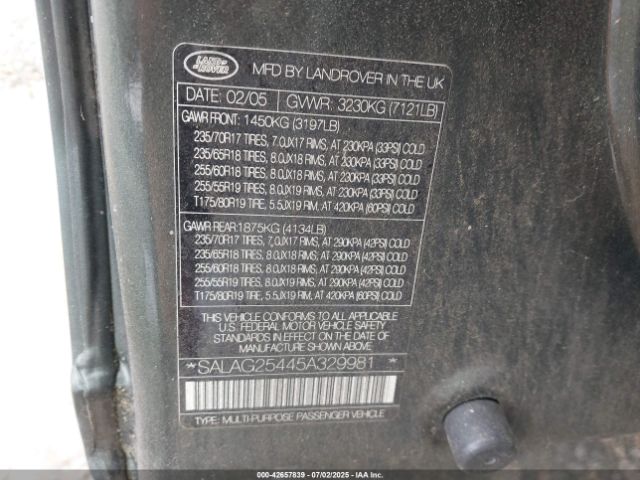 LAND ROVER
MFD BY LANDROVER IN THE UK
DATE: 02/05 GVWR: 3230KG (7121LB)
GAWR FRONT: 1450KG (3197LB)
235/70R17 TIRES, 7.0JX17 RIMS, AT 230KPA (33PSI) COLD
235/65R18 TIRES, 8.0JX18 RIMS, AT 230KPA (33PSI) COLD
255/60R18 TIRES, 8.0JX18 RIMS, AT 230KPA (33PSI) COLD
255/55R19 TIRES, 8.0JX19 RIMS, AT 230KPA (33PSI) COLD
T175/80R19 TIRE, 5.5JX19 RIM, AT 420KPA (60PSI) COLD
GAWR REAR 1875KG (4134LB)
235/70R17 TIRES, 7.0JX17 RIMS, AT 290KPA (42PSI) COLD
235/65R18 TIRES, 8.0JX18 RIMS, AT 290KPA (42PSI) COLD
255/60R18 TIRES, 8.0JX18 RIMS, AT 290KPA (42PSI) COLD
255/55R19 TIRES, 8.0JX19 RIMS, AT 290KPA (42PSI) COLD
T175/80R19 TIRE, 5.5JX19 RIM, AT 420KPA (60PSI) COLD
THIS VEHICLE CONFORMS TO ALL APPLICABLE
U.S. FEDERAL MOTOR VEHICLE SAFETY
STANDARDS IN EFFECT ON THE DATE OF
MANUFACTURE SHOWN ABOVE.
*SALAG25445A329981*
TYPE: MULTI-PURPOSE PASSENGER VEHICLE
00-42657839 - 07/02/2025 - COPYRIGHT IAA, LLC.